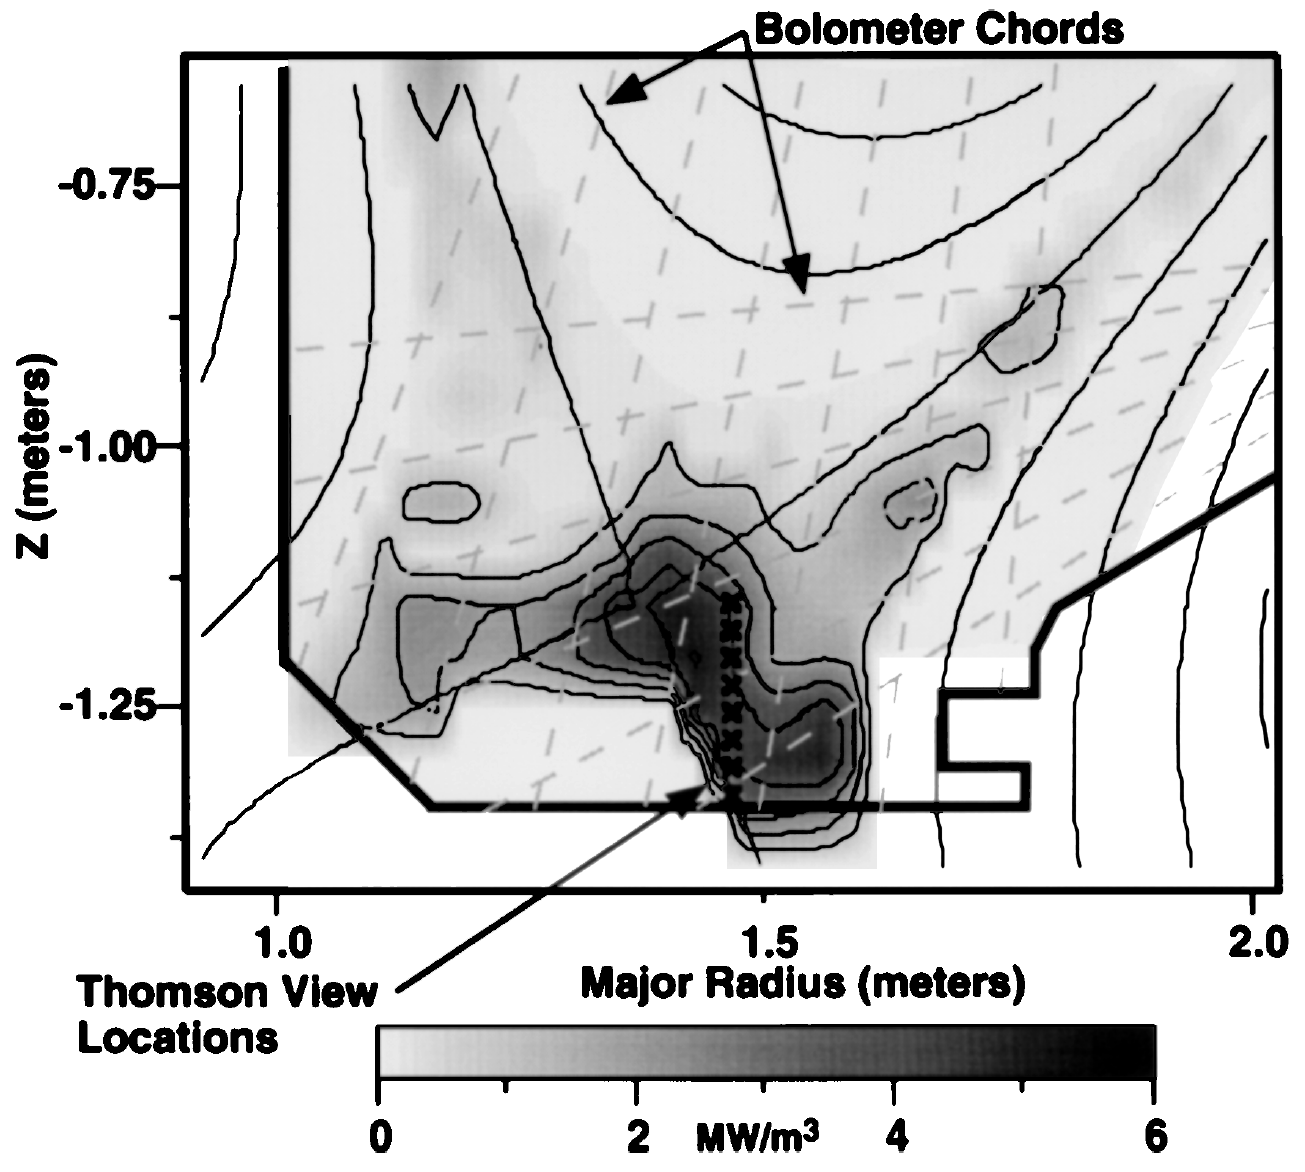 Bolometer Chords
-0.75
-1.00
-1.25
Z (meters)
1.0 1.5 2.0
Major Radius (meters)
Thomson View
Locations
0 2 MW/m³ 4 6